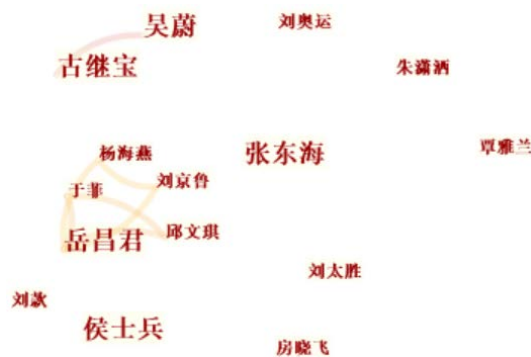 吴蔚
刘奥运
古继宝
朱潇洒
张东海
覃雅兰
杨海燕
刘京鲁
于菲
邱文琪
岳昌君
刘太胜
刘歆
侯士兵
房晓飞